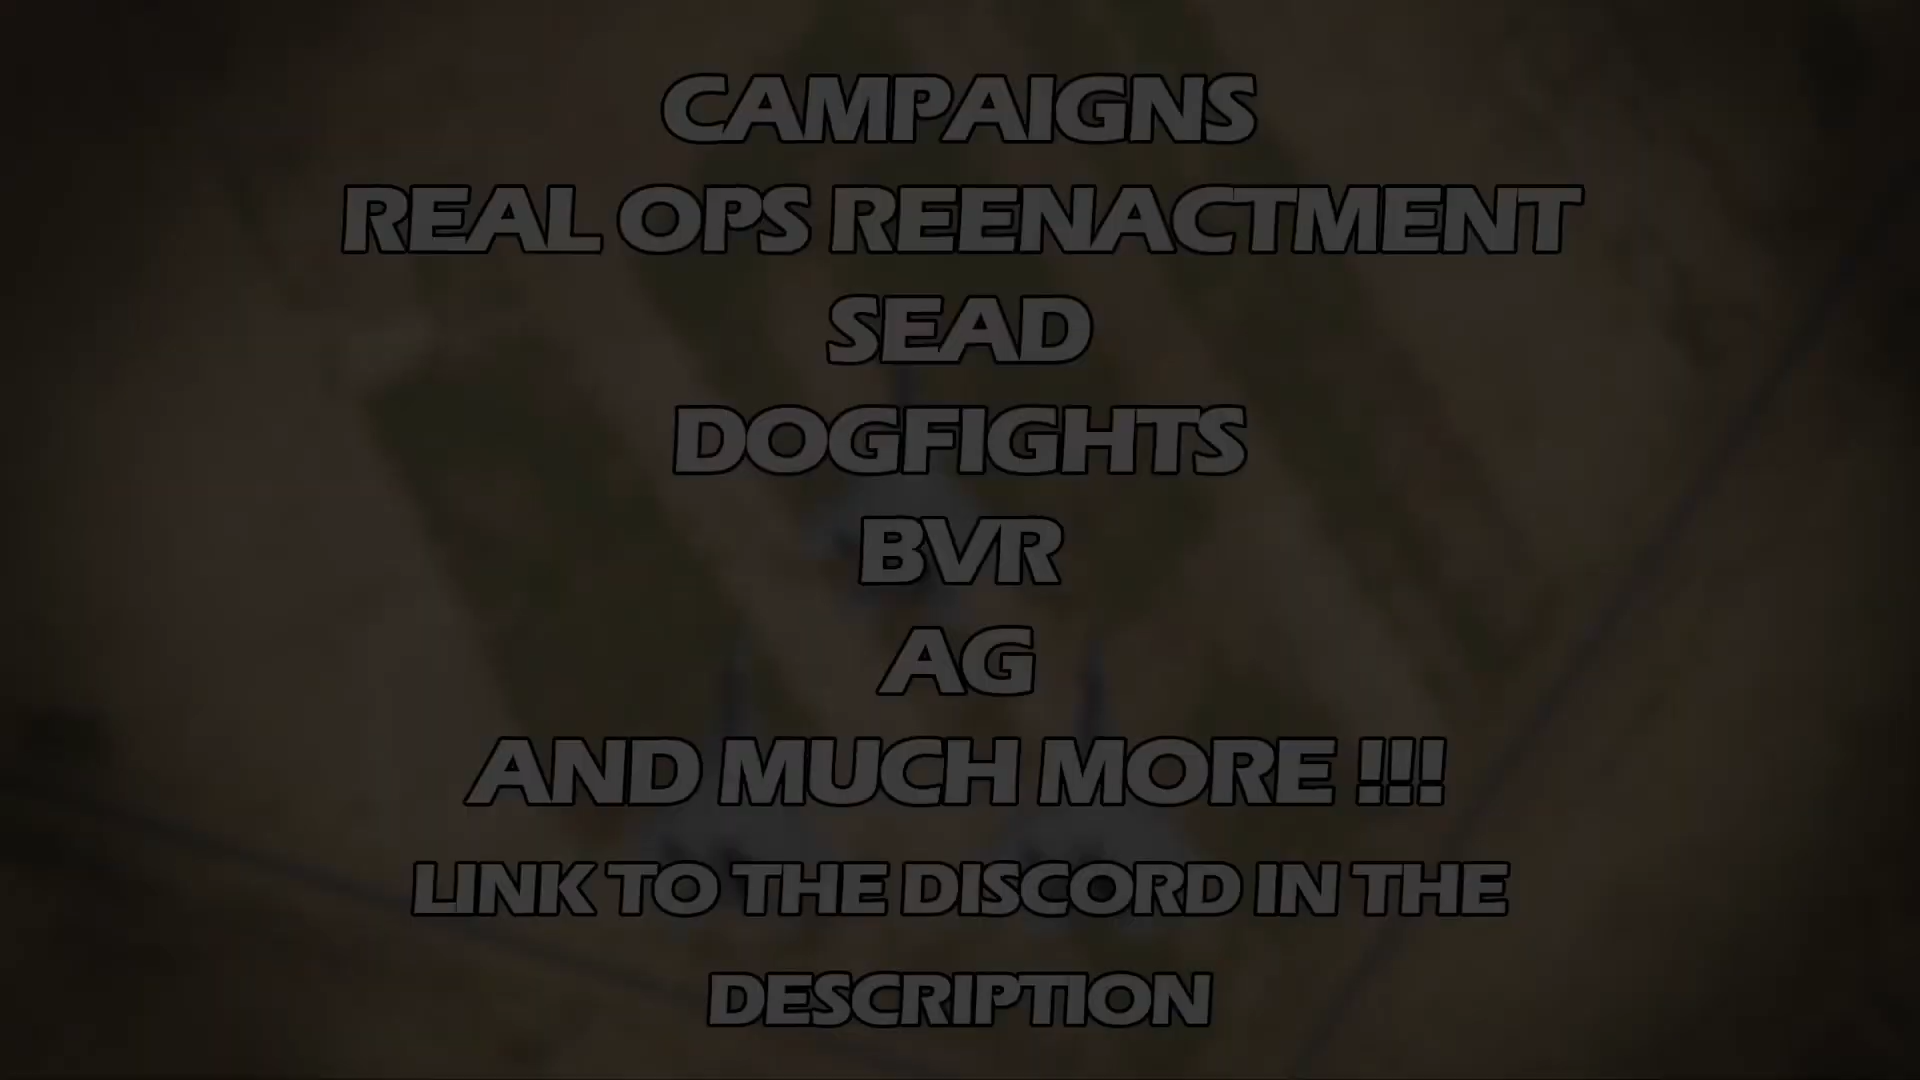 CAMPAIGNS
REAL OPS REENACTMENT
SEAD
DOGFIGHTS
BVR
AG
AND MUCH MORE !!!
LINK TO THE DISCORD IN THE
DESCRIPTION